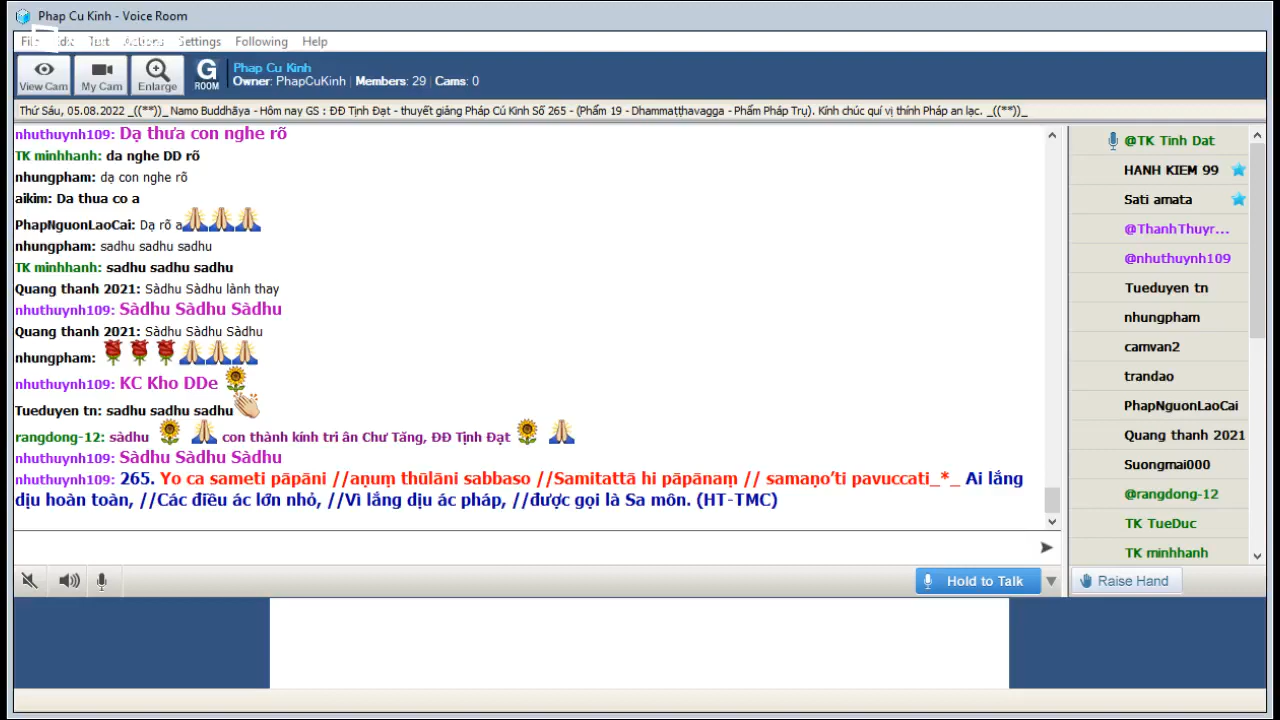 Phap Cu Kinh - Voice Room
Settings Following Help
View Cam My Cam Enlarge G ROOM
Phap Cu Kinh
Owner: PhapCuKinh | Members: 29 | Cams: 0
Thứ Sáu, 05.08.2022 _((**))_ Namo Buddhāya - Hôm nay GS : ĐĐ Tịnh Đạt - thuyết giảng Pháp Cú Kinh Số 265 - (Phẩm 19 - Dhammaṭṭhavagga - Phẩm Pháp Trụ). Kính chúc quí vị thính Pháp an lạc. _((**))_
nhuthuynh109: Dạ thưa con nghe rõ
TK minhhanh: da nghe DD rõ
nhungpham: dạ con nghe rõ
aikim: Da thua co a
PhapNguonLaoCai: Dạ rõ a
nhungpham: sadhu sadhu sadhu
TK minhhanh: sadhu sadhu sadhu
Quang thanh 2021: Sàdhu Sàdhu lành thay
nhuthuynh109: Sàdhu Sàdhu Sàdhu
Quang thanh 2021: Sàdhu Sàdhu Sàdhu
nhungpham:
nhuthuynh109: KC Kho DDe
Tueduyen tn: sadhu sadhu sadhu
rangdong-12: sàdhu con thành kính tri ân Chư Tăng, ĐĐ Tịnh Đạt
nhuthuynh109: Sàdhu Sàdhu Sàdhu
nhuthuynh109: 265. Yo ca sameti pāpāni //aṇuṃ thūlāni sabbaso //Samitattā hi pāpānaṃ // samaṇo’ti pavuccati_*_ Ai lắng
dịu hoàn toàn, //Các điều ác lớn nhỏ, //Vì lắng dịu ác pháp, //được gọi là Sa môn. (HT-TMC)
@TK Tinh Dat
HANH KIEM 99
Sati amata
@ThanhThuyr...
@nhuthuynh109
Tueduyen tn
nhungpham
camvan2
trandao
PhapNguonLaoCai
Quang thanh 2021
Suongmai000
@rangdong-12
TK TueDuc
TK minhhanh
Hold to Talk
Raise Hand